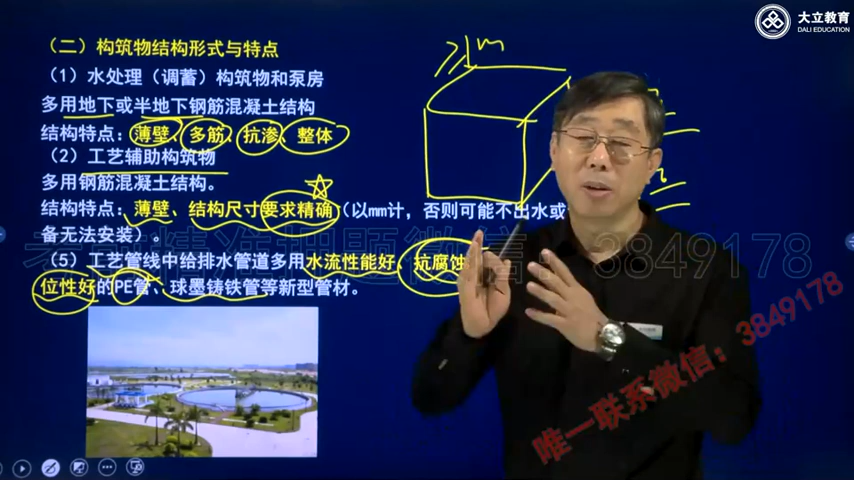 大立教育
DALI EDUCATION
（二）构筑物结构形式与特点
（1）水处理（调蓄）构筑物和泵房
多用地下或半地下钢筋混凝土结构
结构特点：薄壁、多筋、抗渗、整体
（2）工艺辅助构筑物
多用钢筋混凝土结构。
结构特点：薄壁、结构尺寸要求精确（以mm计，否则可能不出水或
备无法安装）。
（5）工艺管线中给排水管道多用水流性能好、抗腐蚀
位性好的PE管、球墨铸铁管等新型管材。
精准押题微信
3849178
唯一联系微信：3849178